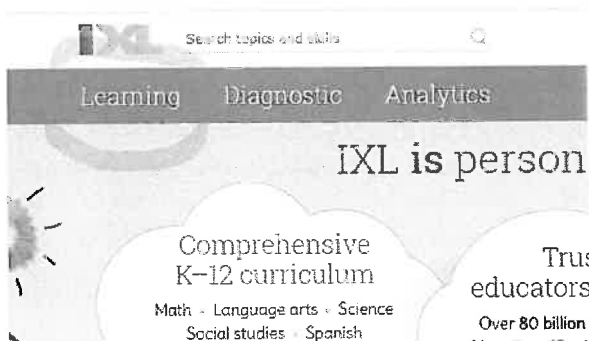 IXL
Search topics and skills
Learning Diagnostic Analytics
IXL is person
Comprehensive
K-12 curriculum
Math Language arts Science
Social studies Spanish
Trus
educators
Over 80 billion